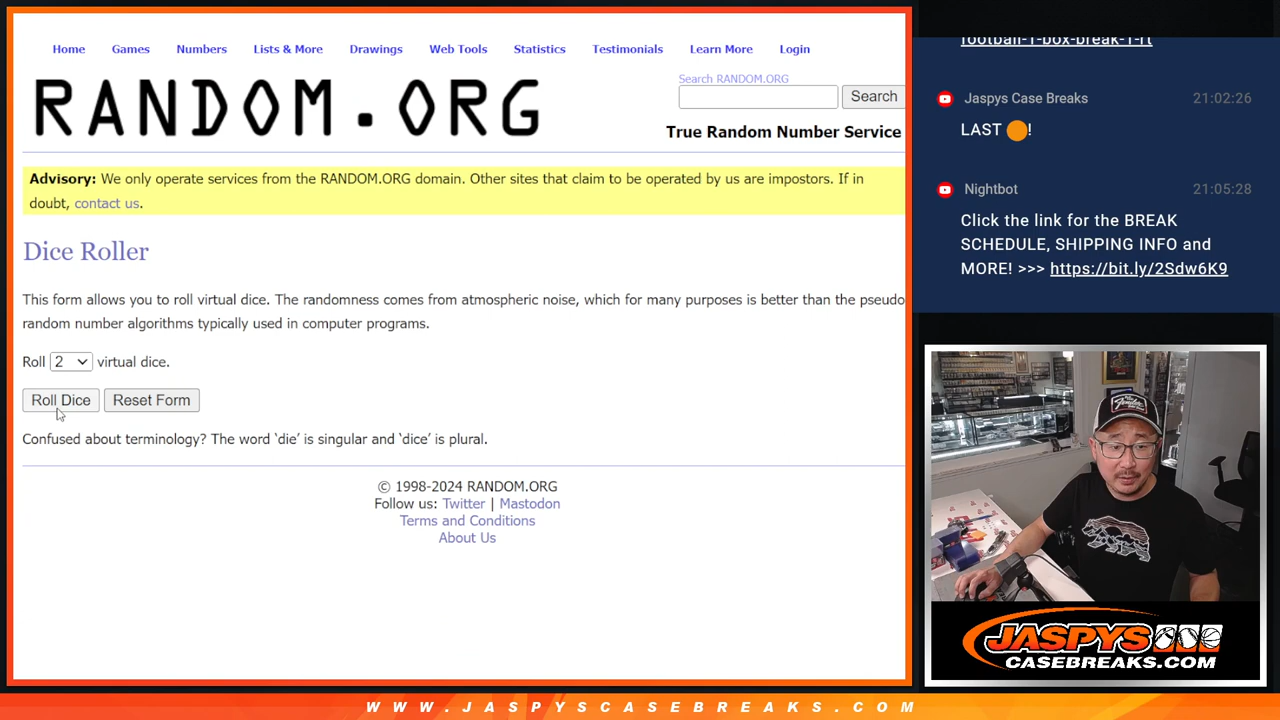 Home Games Numbers Lists & More Drawings Web Tools Statistics Testimonials Learn More Login
RANDOM.ORG
Search RANDOM.ORG
Search
True Random Number Service
Advisory: We only operate services from the RANDOM.ORG domain. Other sites that claim to be operated by us are impostors. If in
doubt, contact us.
Dice Roller
This form allows you to roll virtual dice. The randomness comes from atmospheric noise, which for many purposes is better than the pseudo
random number algorithms typically used in computer programs.
Roll 2 virtual dice.
Roll Dice Reset Form
Confused about terminology? The word ‘die’ is singular and ‘dice’ is plural.
© 1998-2024 RANDOM.ORG
Follow us: Twitter | Mastodon
Terms and Conditions
About Us
football-1-box-break-1-rt
Jaspys Case Breaks 21:02:26
LAST 🟠!
Nightbot 21:05:28
Click the link for the BREAK
SCHEDULE, SHIPPING INFO and
MORE! >>> https://bit.ly/2Sdw6K9
Fender
JASPYS
CASEBREAKS.COM
WWW.JASPYSCASEBREAKS.COM